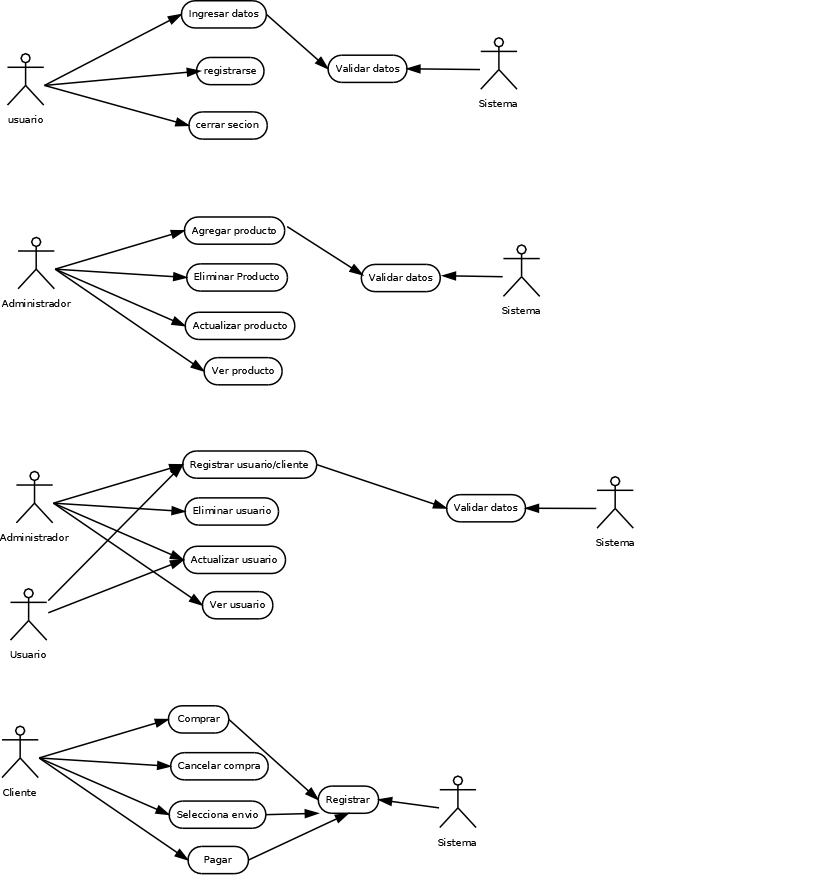 Ingresar datos
registrarse
Validar datos
Sistema
usuario
cerrar secion
Agregar producto
Eliminar Producto
Validar datos
Administrador
Sistema
Actualizar producto
Ver producto
Registrar usuario/cliente
Eliminar usuario
Validar datos
Administrador
Sistema
Actualizar usuario
Ver usuario
Usuario
Comprar
Cancelar compra
Cliente
Registrar
Selecciona envio
Sistema
Pagar